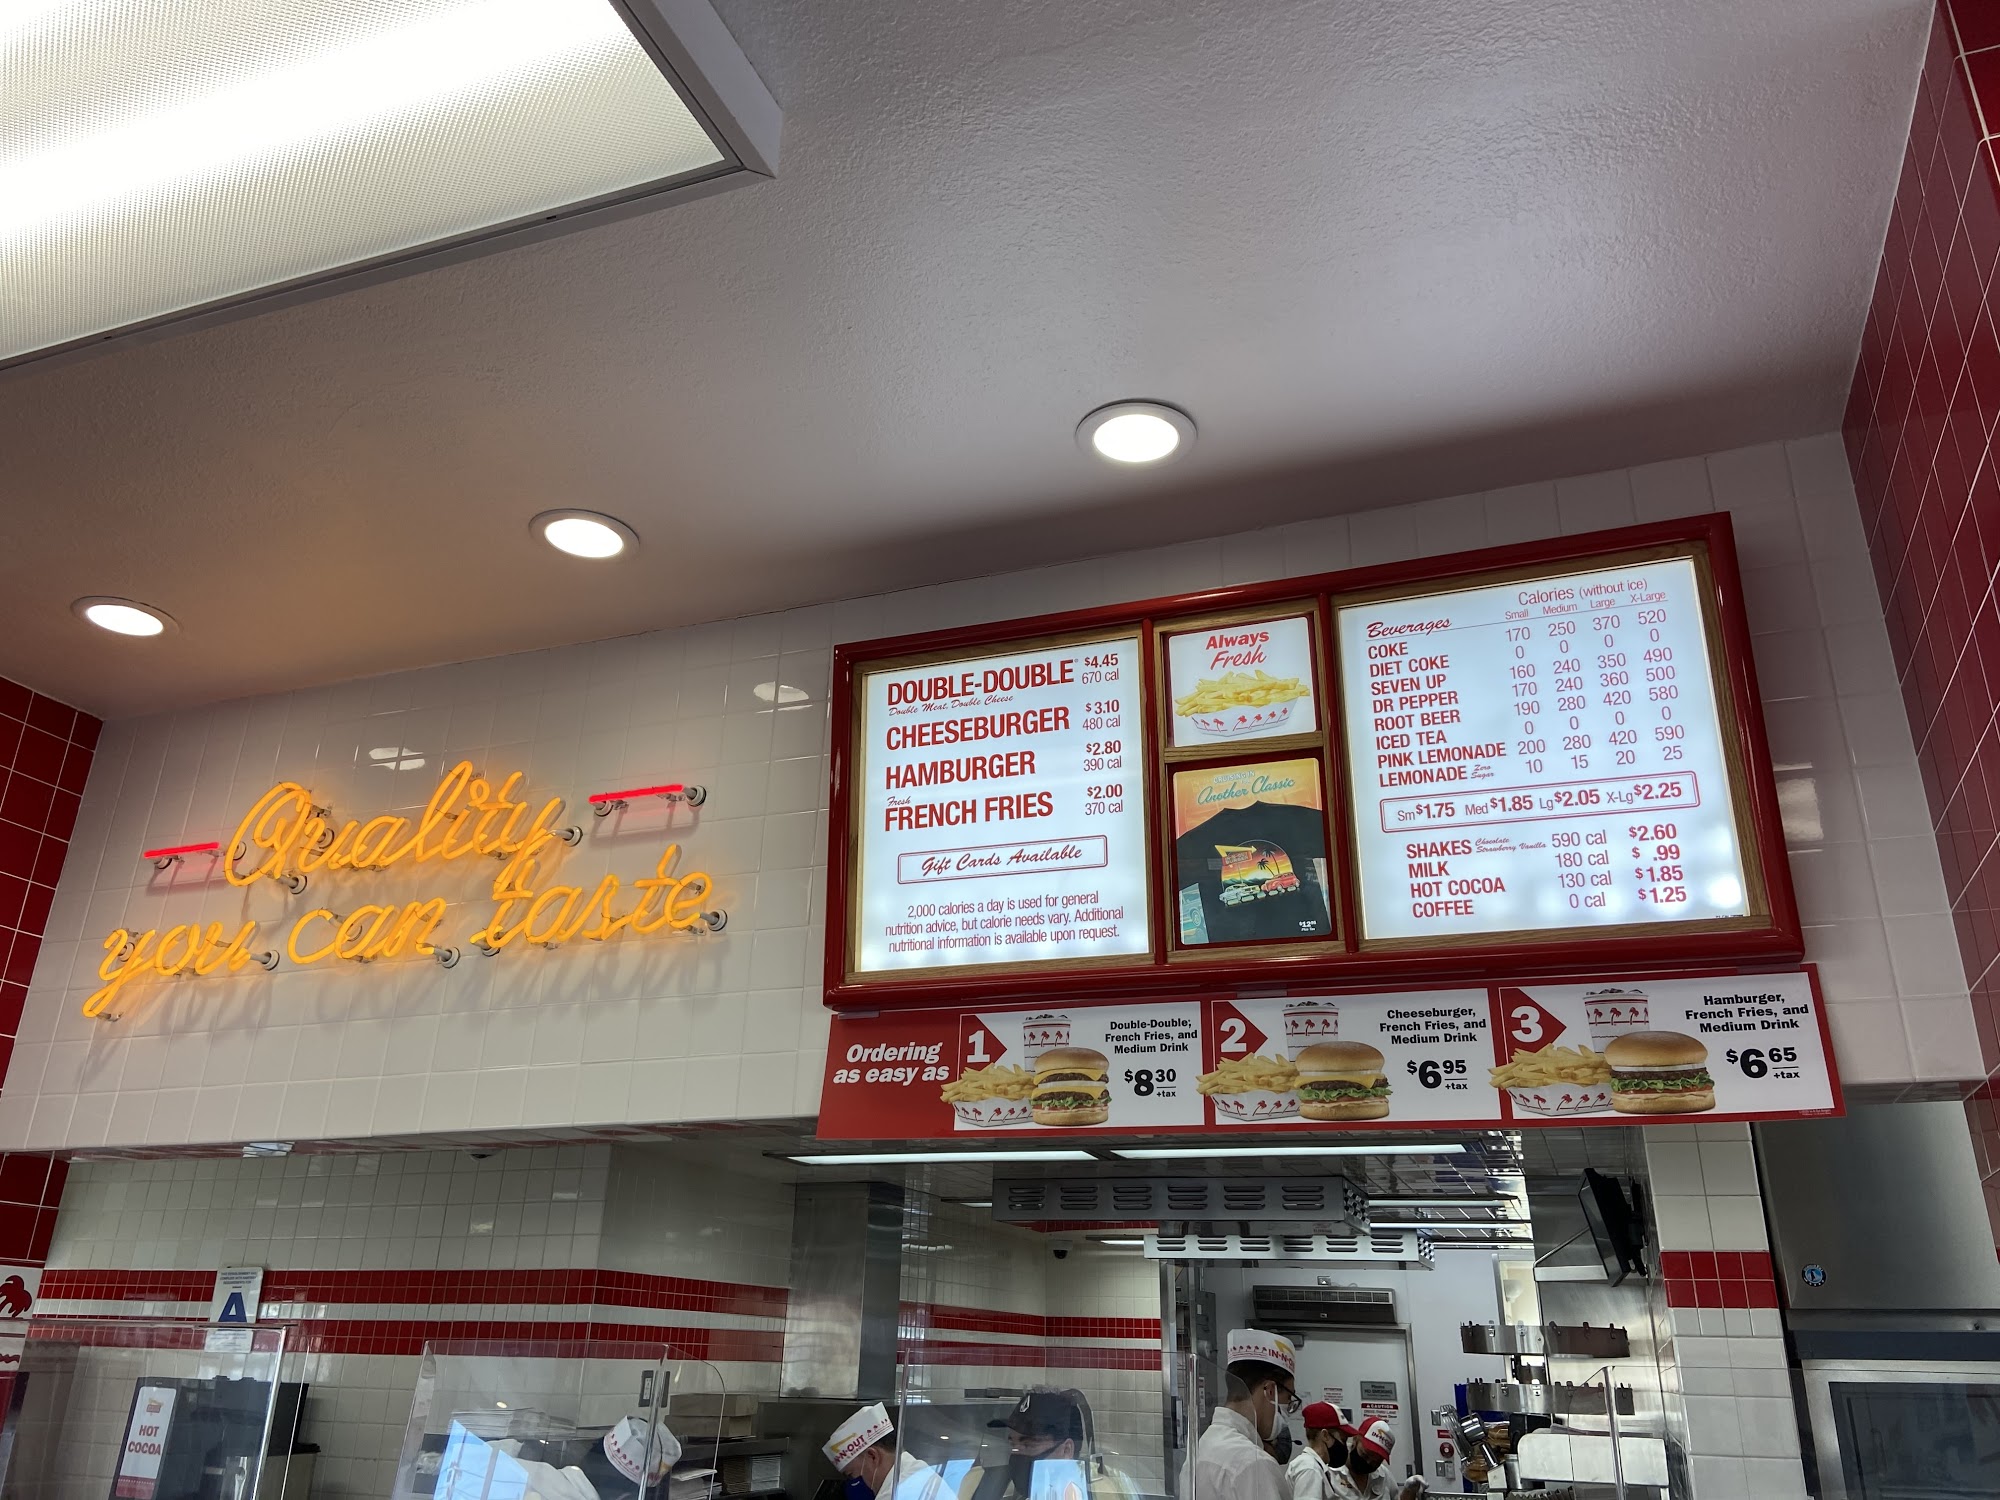 Quality
you can taste
DOUBLE-DOUBLE $4.45
Double Meat, Double Cheese 670 cal
CHEESEBURGER $3.10
480 cal
HAMBURGER $2.80
390 cal
Fresh
FRENCH FRIES $2.00
370 cal
Gift Cards Available
2,000 calories a day is used for general
nutrition advice, but calorie needs vary. Additional
nutritional information is available upon request.
Always
Fresh
Another Classic
Calories (without ice)
Beverages Small Medium Large X-Large
COKE 170 250 370 520
DIET COKE 0 0 0 0
SEVEN UP 160 240 350 490
DR PEPPER 170 240 360 500
ROOT BEER 190 280 420 580
ICED TEA 0 0 0 0
PINK LEMONADE 200 280 420 590
LEMONADE Zero Sugar 10 15 20 25
Sm $1.75 Med $1.85 Lg $2.05 X-Lg $2.25
SHAKES Chocolate Strawberry Vanilla 590 cal $2.60
MILK 180 cal $ .99
HOT COCOA 130 cal $1.85
COFFEE 0 cal $1.25
Ordering
as easy as
1
Double-Double,
French Fries, and
Medium Drink
$8 30
+tax
2
Cheeseburger,
French Fries, and
Medium Drink
$6 95
+tax
3
Hamburger,
French Fries, and
Medium Drink
$6 65
+tax
A
HOT
COCOA
IN-N-OUT
CAUTION